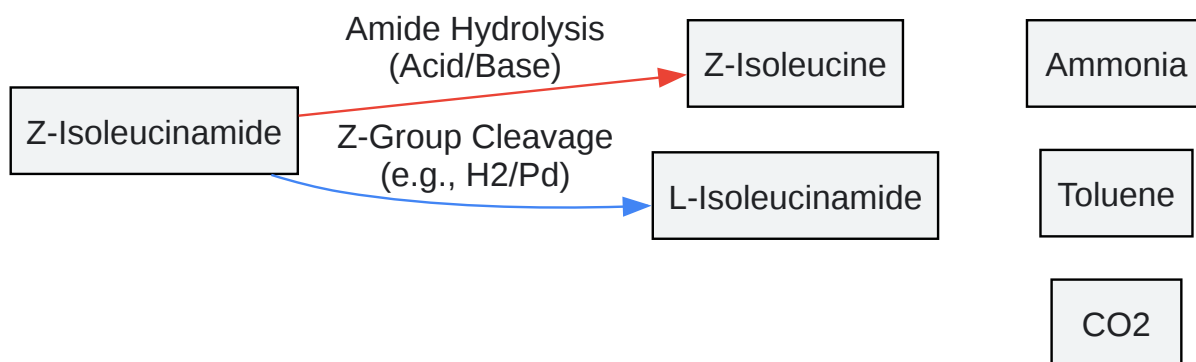 Amide Hydrolysis
(Acid/Base)
Z-Isoleucine
Ammonia
Z-Isoleucinamide
Z-Group Cleavage
(e.g., H2/Pd)
L-Isoleucinamide
Toluene
CO2